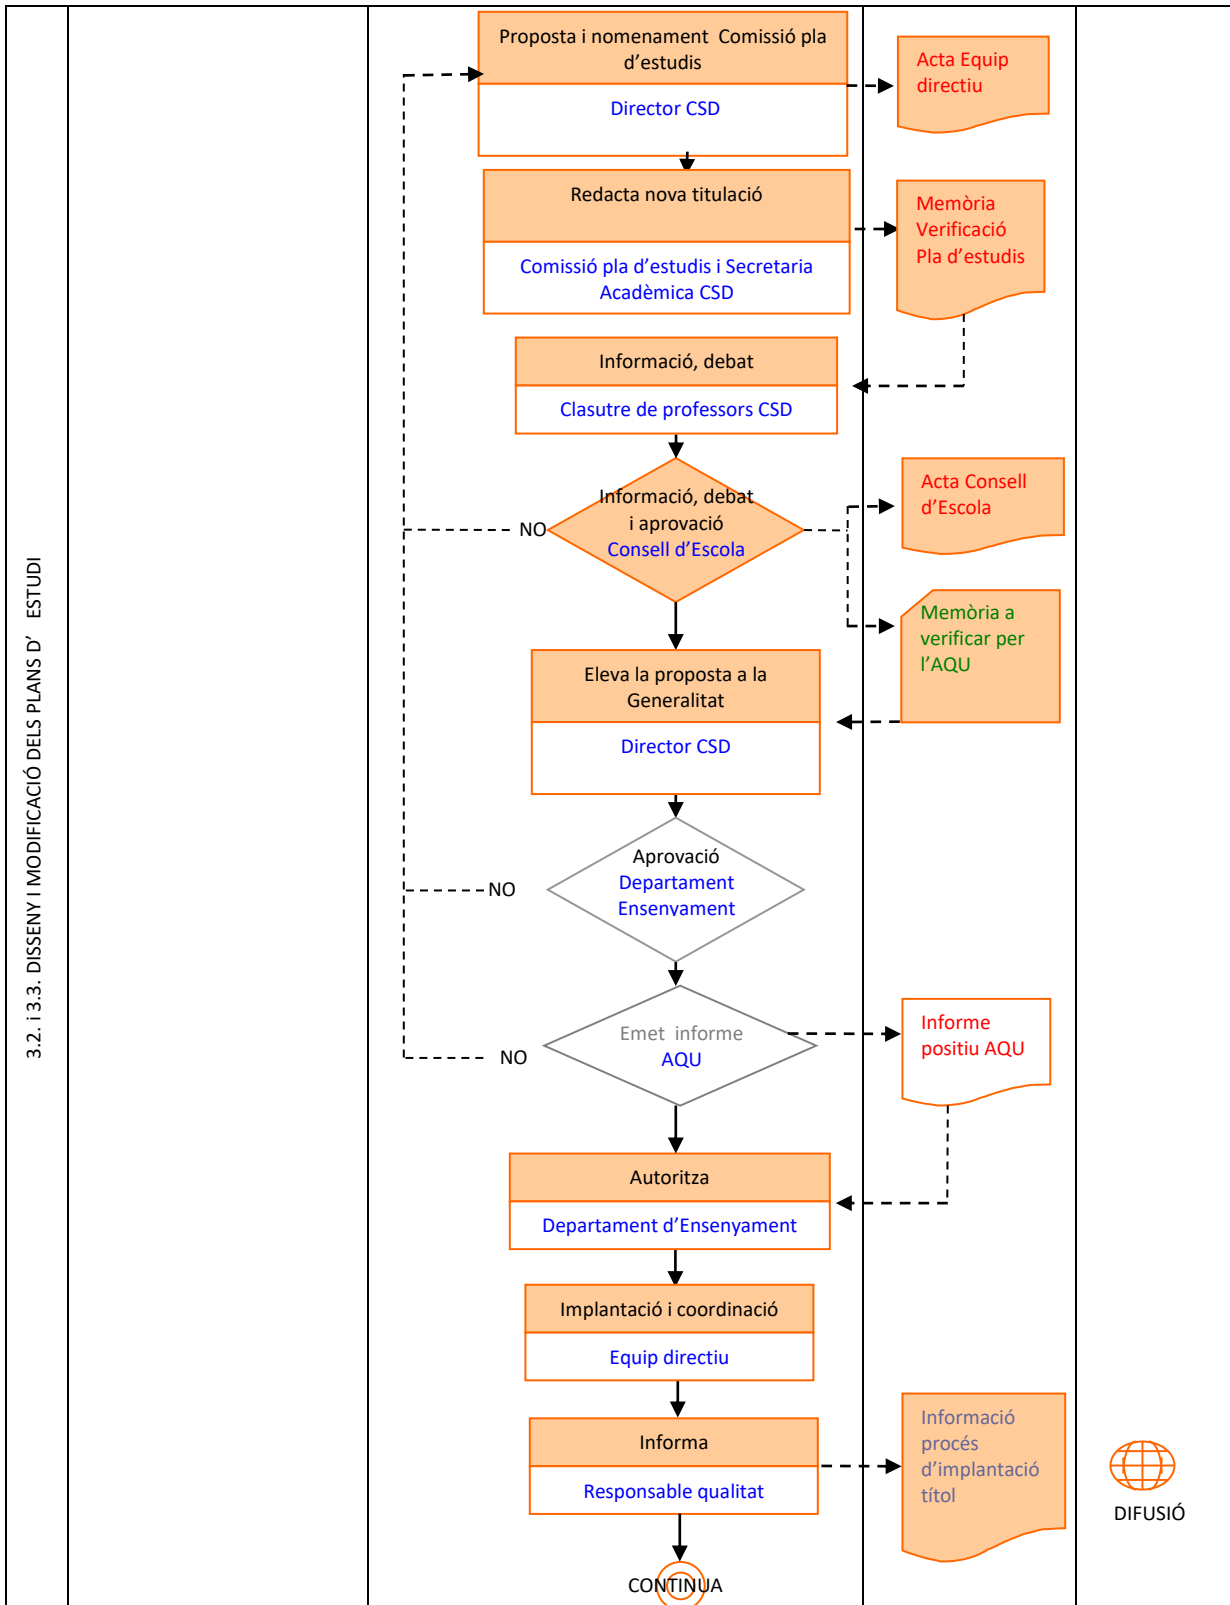 3.2. i 3.3. DISSENY I MODIFICACIÓ DELS PLANS D’ ESTUDI
Proposta i nomenament Comissió pla
d’estudis
Director CSD
Acta Equip
directiu
Redacta nova titulació
Comissió pla d’estudis i Secretaria
Acadèmica CSD
Memòria
Verificació
Pla d’estudis
Informació, debat
Clasutre de professors CSD
Informació, debat
i aprovació
Consell d’Escola
NO
Acta Consell
d’Escola
Memòria a
verificar per
l’AQU
Eleva la proposta a la
Generalitat
Director CSD
Aprovació
Departament
Ensenyament
NO
Emet informe
AQU
NO
Informe
positiu AQU
Autoritza
Departament d’Ensenyament
Implantació i coordinació
Equip directiu
Informa
Responsable qualitat
Informació
procés
d’implantació
títol
DIFUSIÓ
CONTINUA